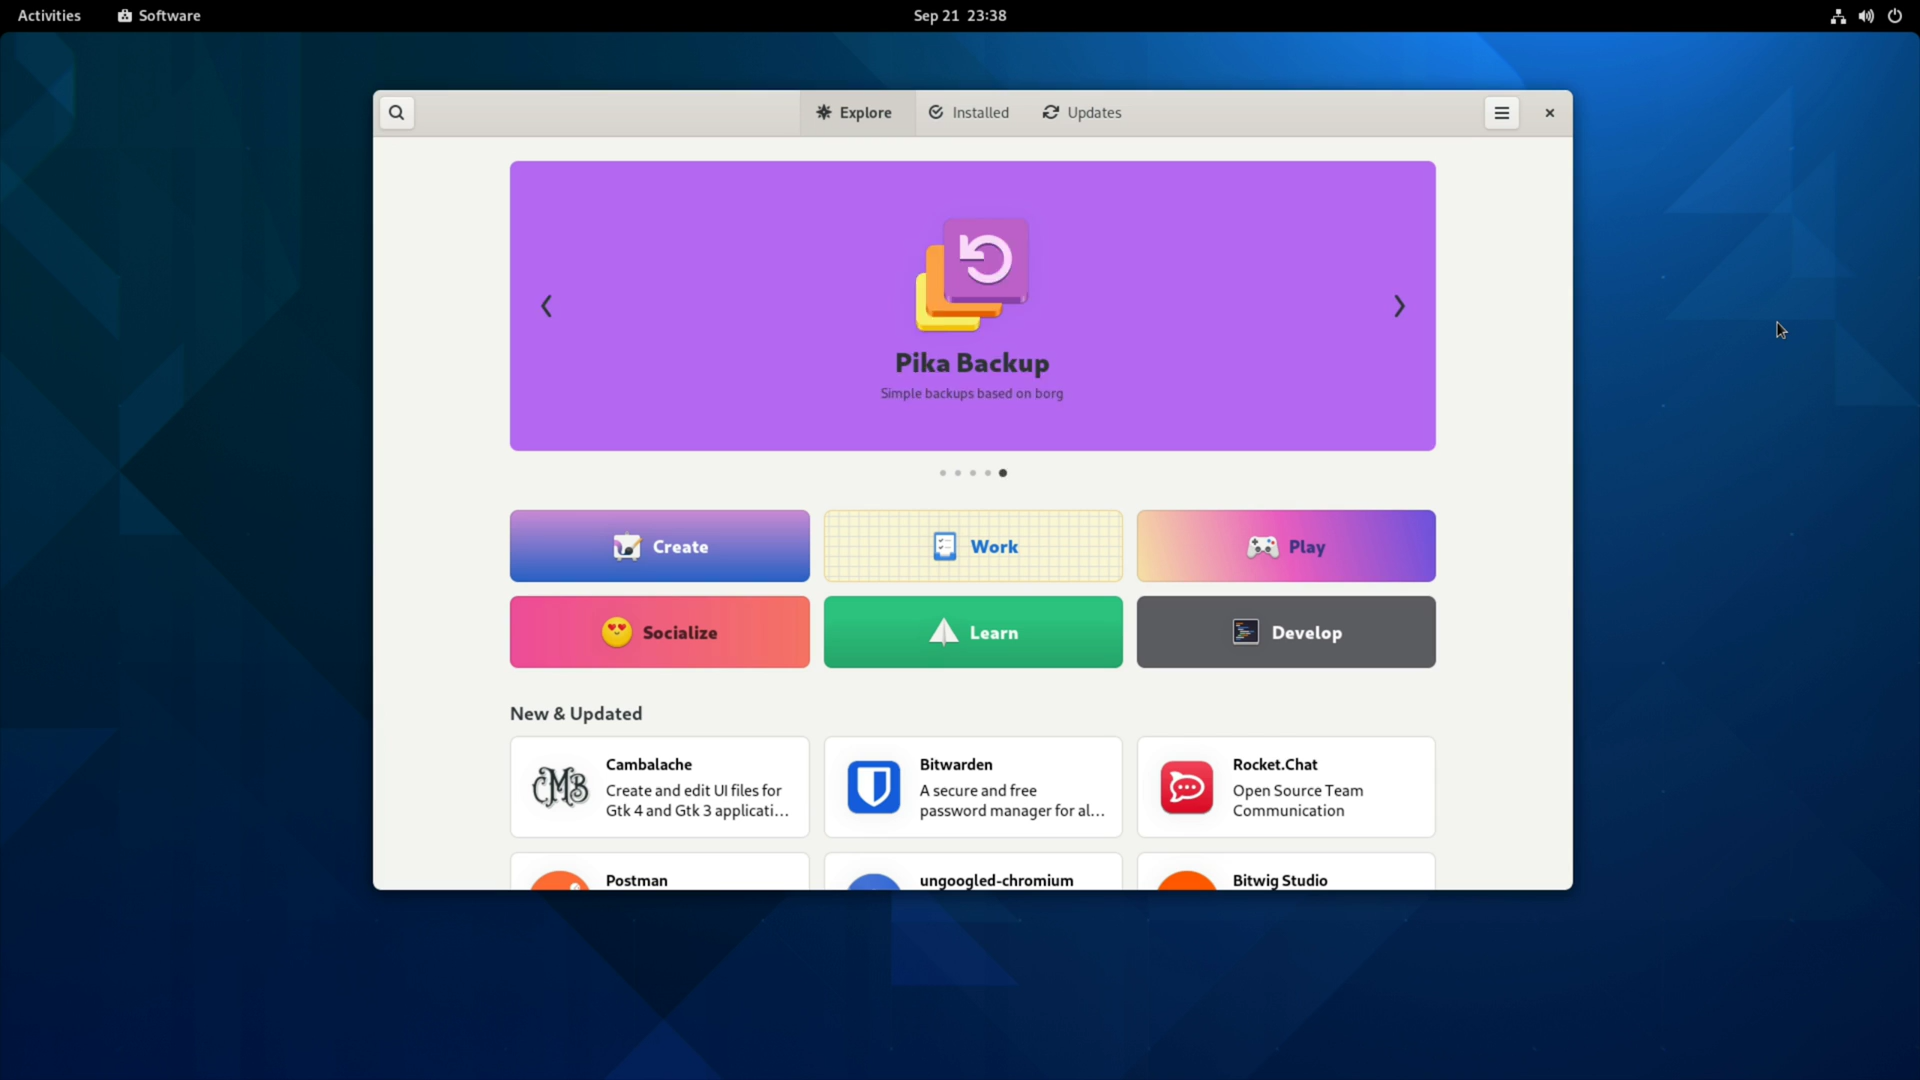 Activities
Software
Sep 21 23:38
Explore
Installed
Updates
Pika Backup
Simple backups based on borg
Create
Work
Play
Socialize
Learn
Develop
New & Updated
Cambalache
Create and edit UI files for
Gtk 4 and Gtk 3 applicati...
Bitwarden
A secure and free
password manager for al...
Rocket.Chat
Open Source Team
Communication
Postman
ungoogled-chromium
Bitwig Studio